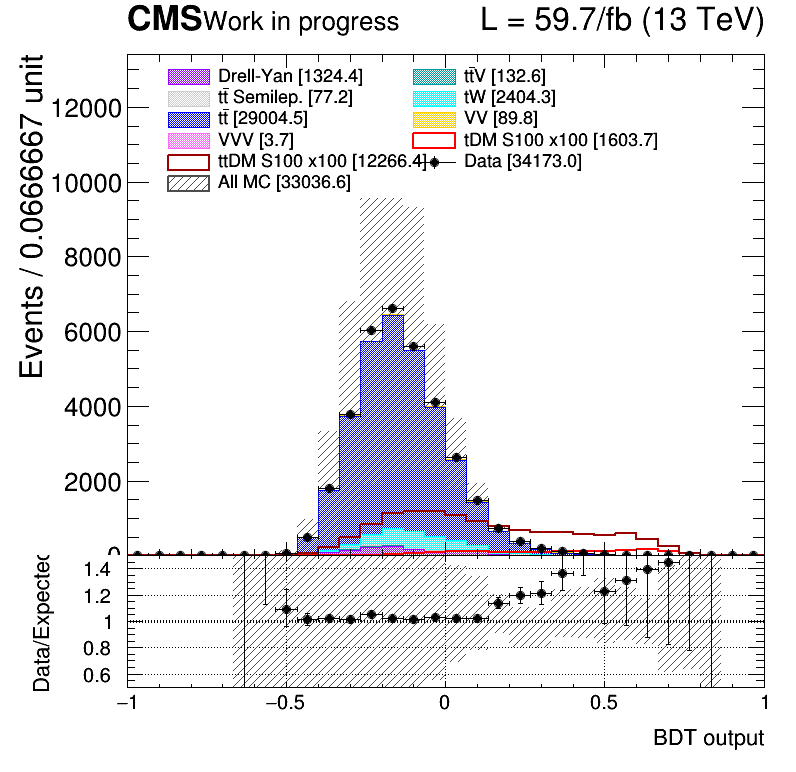 CMS Work in progress L = 59.7/fb (13 TeV)
Events / 0.0666667 unit
12000
10000
8000
6000
4000
2000
0
Drell-Yan [1324.4] tt̄V [132.6]
tt̄ Semilep. [77.2] tW [2404.3]
tt̄ [29004.5] VV [89.8]
VVV [3.7] tDM S100 x100 [1603.7]
ttDM S100 x100 [12266.4] Data [34173.0]
All MC [33036.6]
Data/Expected
1.4
1.2
1
0.8
0.6
−1 −0.5 0 0.5 1
BDT output